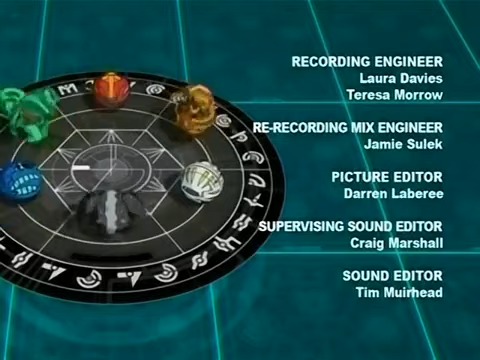 RECORDING ENGINEER
Laura Davies
Teresa Morrow
RE-RECORDING MIX ENGINEER
Jamie Sulek
PICTURE EDITOR
Darren Laberee
SUPERVISING SOUND EDITOR
Craig Marshall
SOUND EDITOR
Tim Muirhead